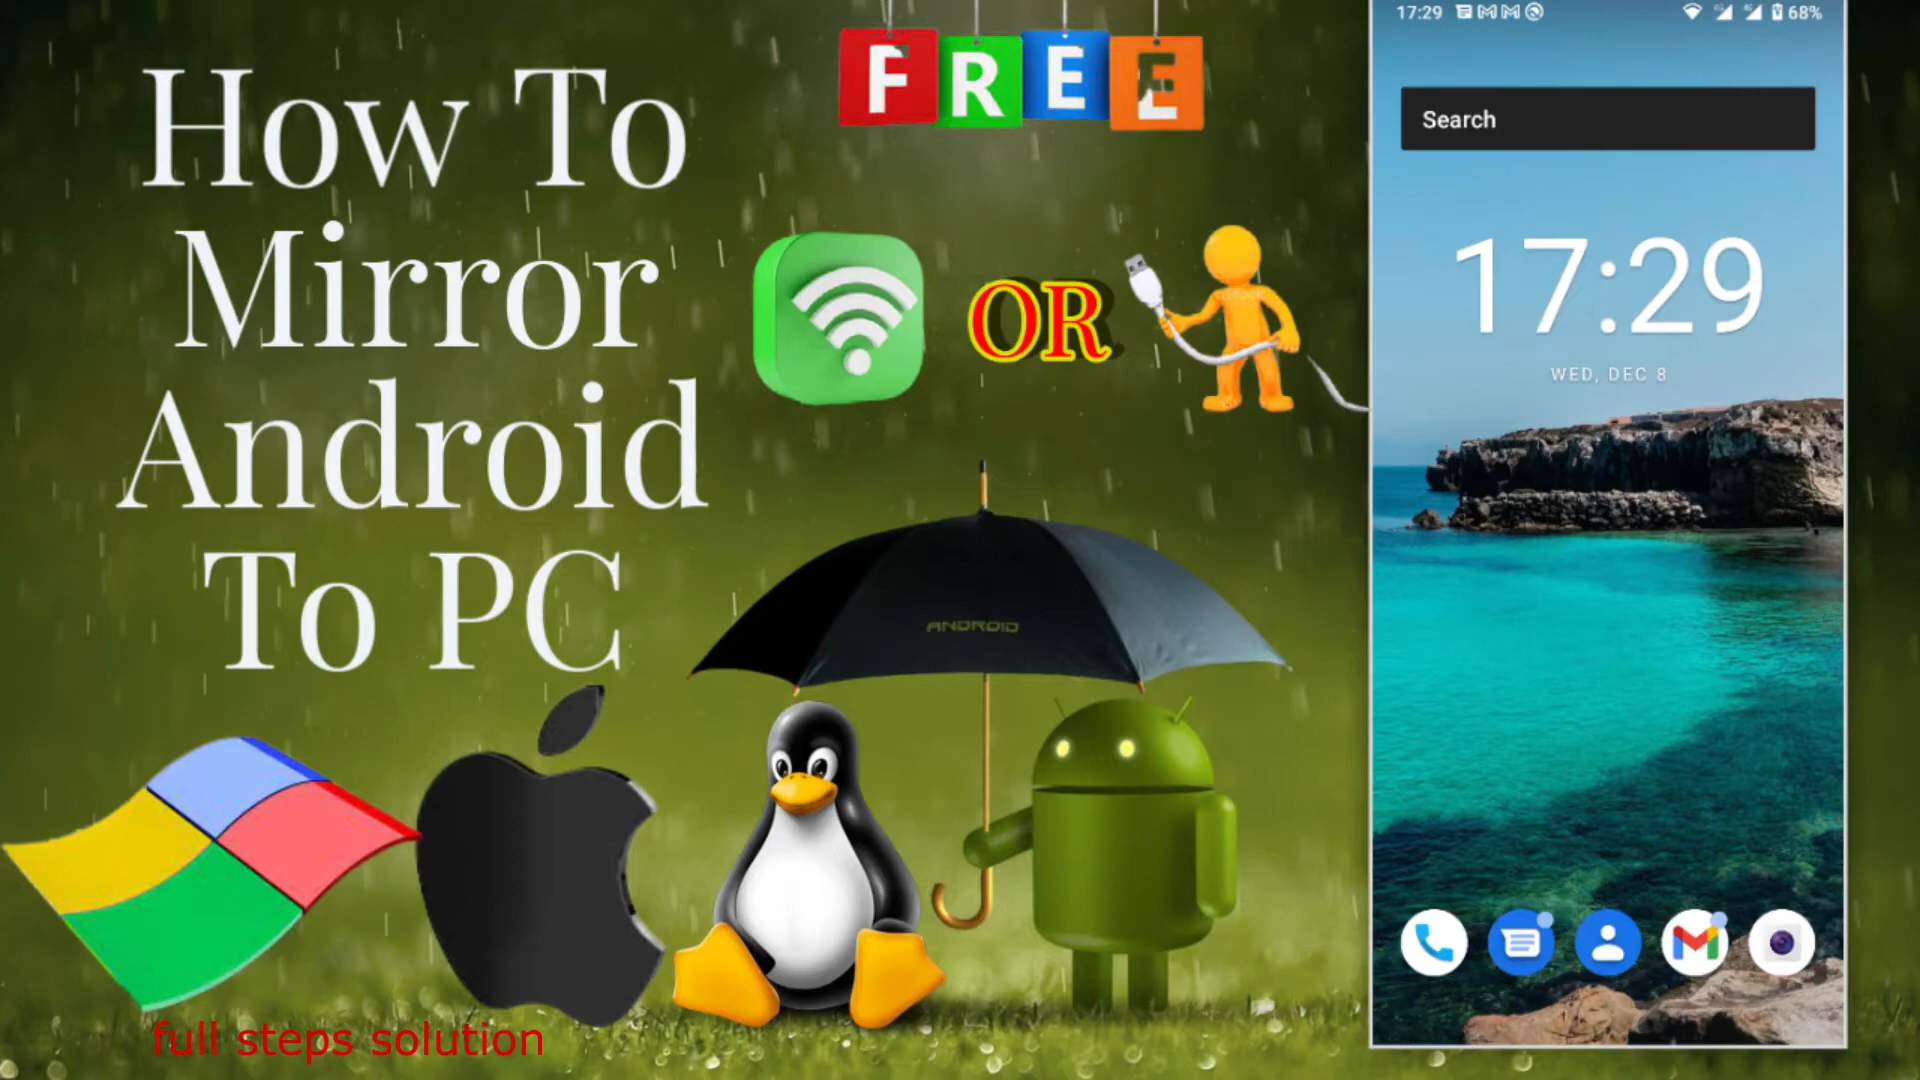 How To
Mirror
Android
To PC
FREE
OR
ANDROID
full steps solution
17:29
68%
Search
17:29
WED, DEC 8